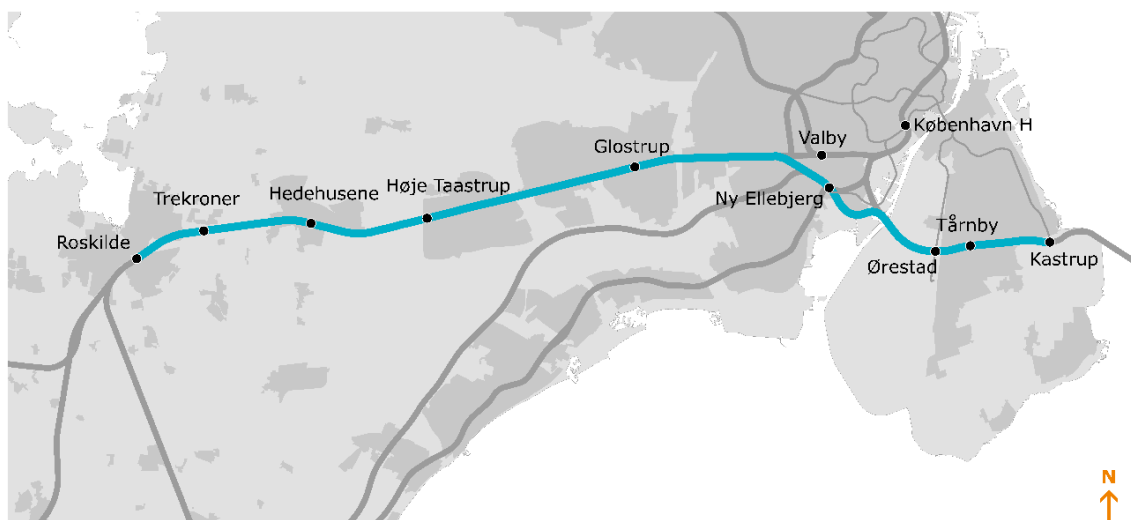 København H
Valby
Glostrup
Høje Taastrup
Hedehusene
Trekroner
Roskilde
Ny Ellebjerg
Tårnby
Ørestad
Kastrup
N